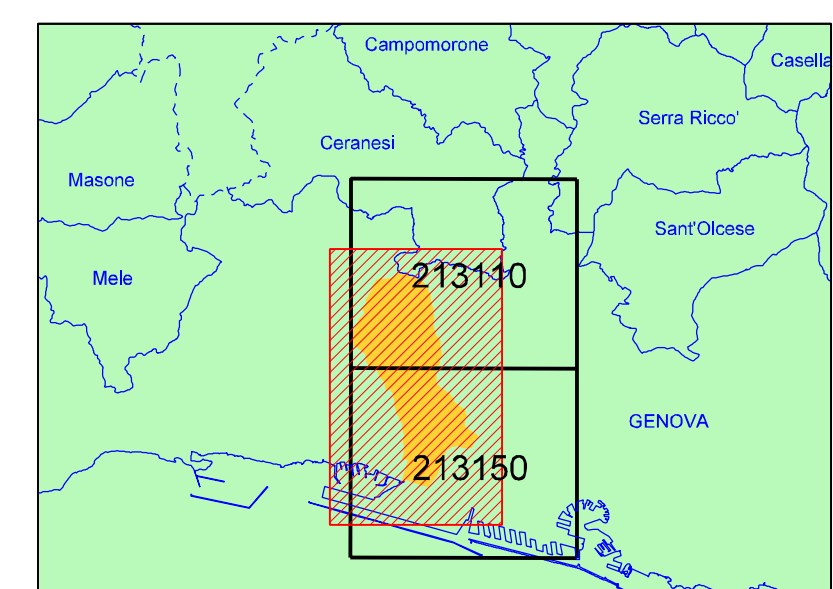 Campomorone
Casella
Serra Ricco'
Ceranesi
Masone
Sant'Olcese
Mele
213110
GENOVA
213150